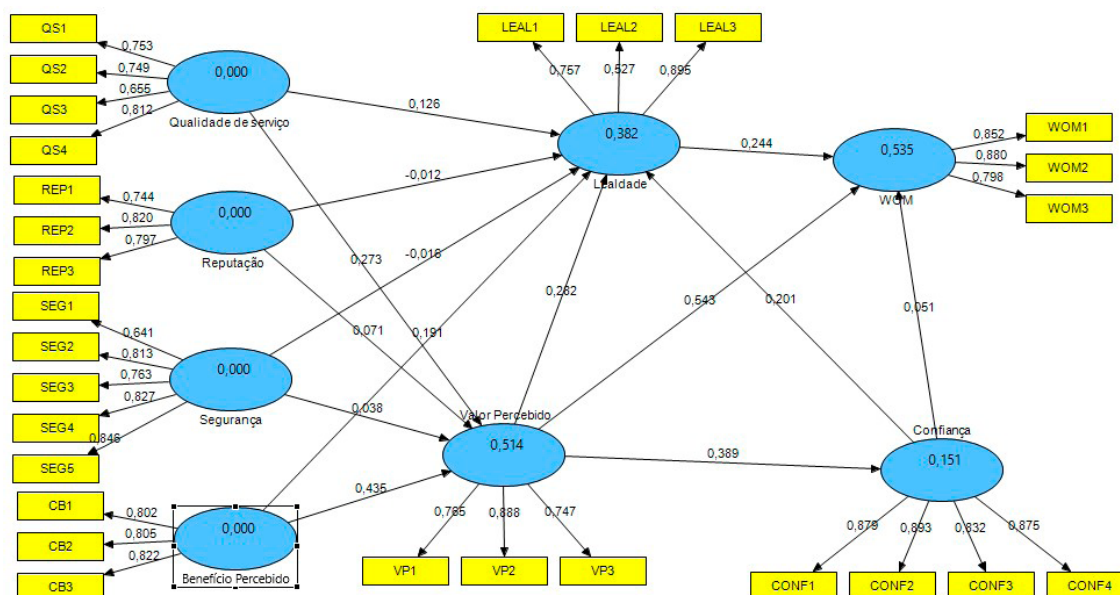 QS1
0,753
QS2
0,749
QS3
0,655
QS4
0,812
0,000
Qualidade de serviço
REP1
0,744
REP2
0,820
REP3
0,797
0,000
Reputação
SEG1
0,641
SEG2
0,813
SEG3
0,763
SEG4
0,827
SEG5
0,846
0,000
Segurança
CB1
0,802
CB2
0,805
CB3
0,822
0,000
Benefício Percebido
0,126
-0,012
-0,016
0,273
0,071
0,191
0,038
0,435
LEAL1
LEAL2
LEAL3
0,757
0,527
0,895
0,382
Lealdade
0,244
0,282
0,543
0,201
0,051
Valor Percebido
0,514
0,389
0,765
0,888
0,747
VP1
VP2
VP3
0,535
WOM
0,852
WOM1
0,880
WOM2
0,798
WOM3
Confiança
0,151
0,879
0,893
0,832
0,875
CONF1
CONF2
CONF3
CONF4